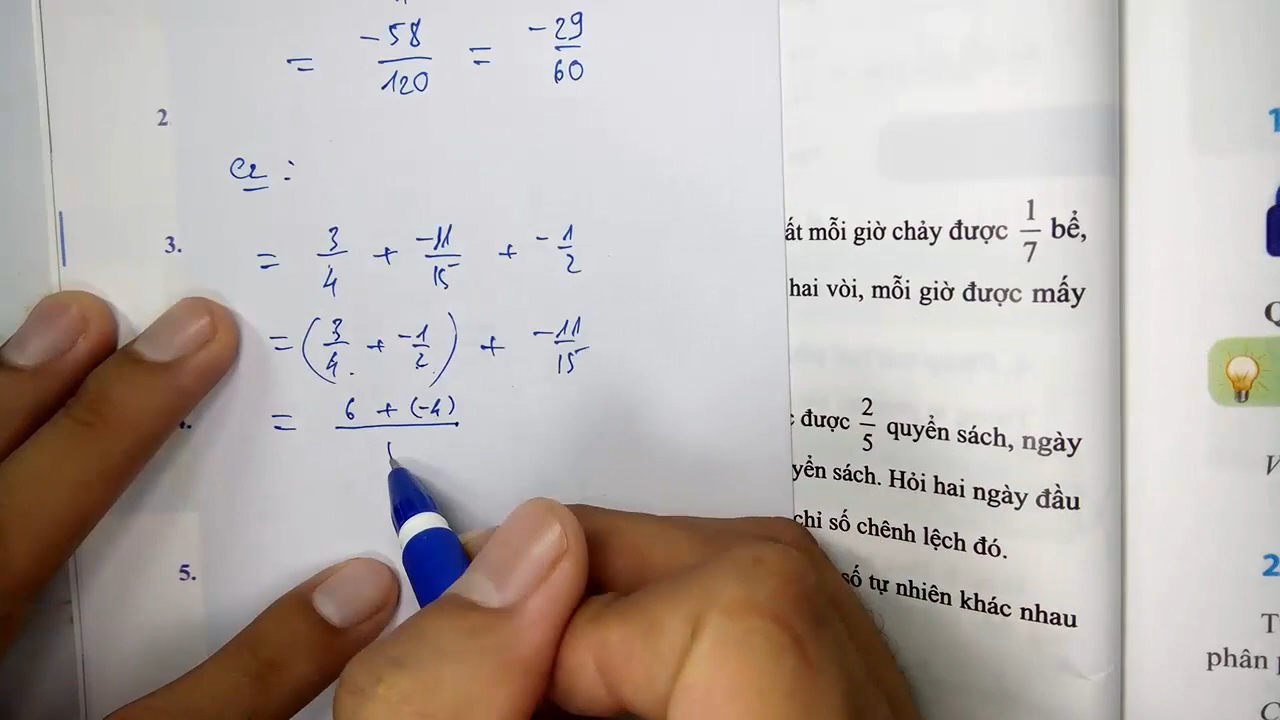 = -58/120 = -29/60
2
C2 :
3.
= 3/4 + -11/15 + -1/2
= (3/4 + -1/2) + -11/15
= 6 + (-4)
5.
ất mỗi giờ chảy được 1/7 bể,
hai vòi, mỗi giờ được mấy
được 2/5 quyển sách, ngày
yển sách. Hỏi hai ngày đầu
chỉ số chênh lệch đó.
số tự nhiên khác nhau
1
2
T
phân